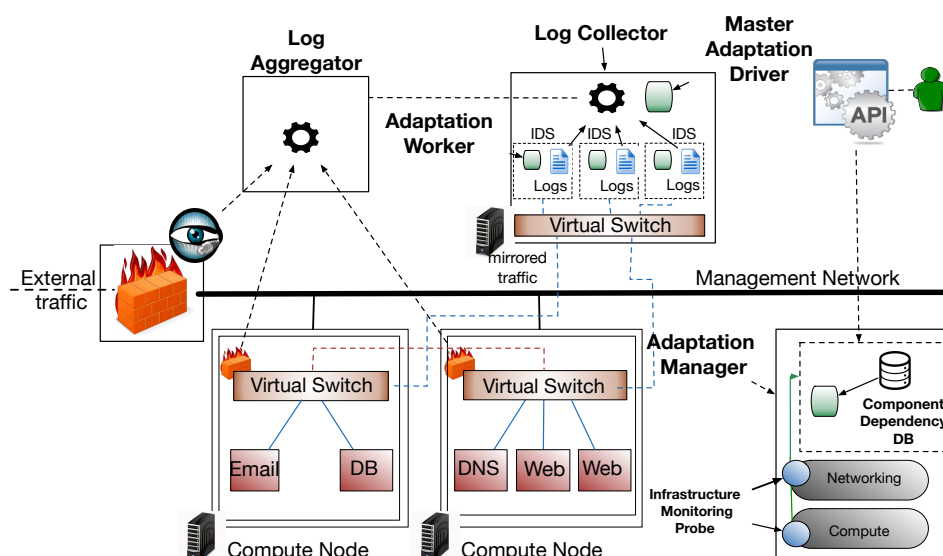 Log
Aggregator
Log Collector
Master
Adaptation
Driver
API
Adaptation
Worker
IDS
IDS
IDS
Logs
Logs
Logs
Virtual Switch
mirrored
traffic
External
traffic
Management Network
Adaptation
Manager
Virtual Switch
Virtual Switch
Component
Dependency
DB
Email
DB
DNS
Web
Web
Networking
Infrastructure
Monitoring
Probe
Compute
Compute Node
Compute Node